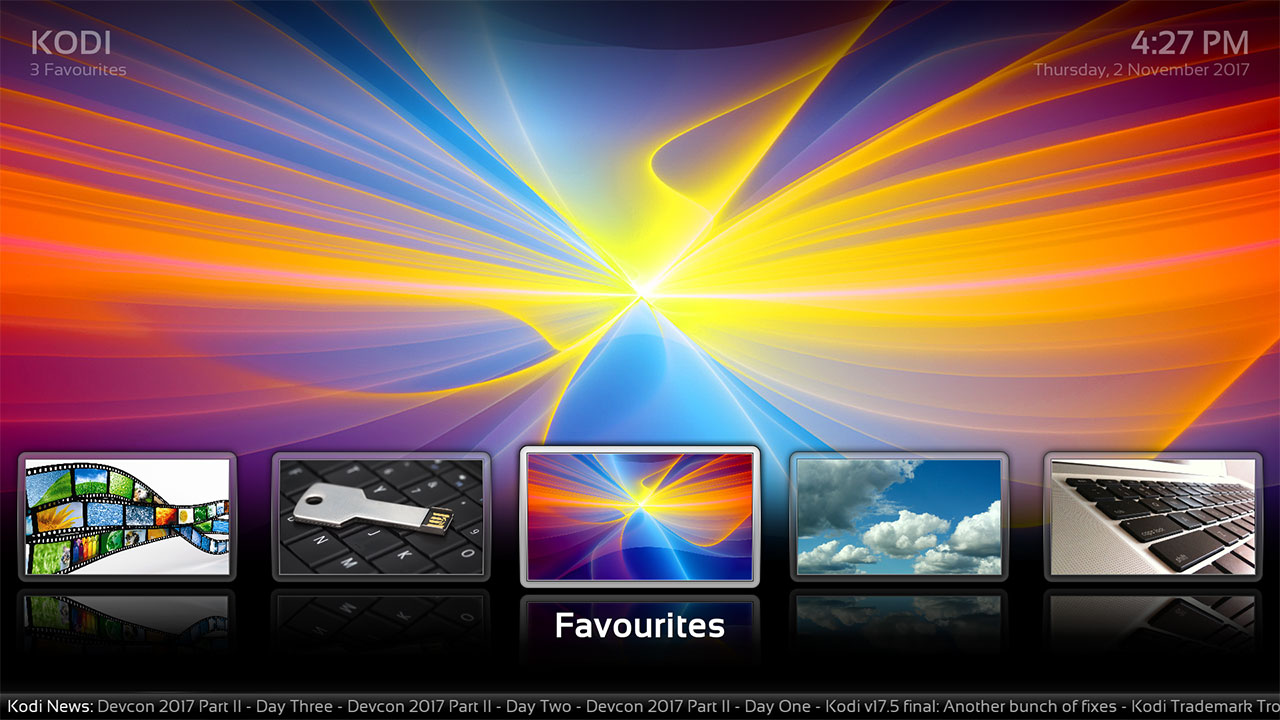 KODI
4:27 PM
3 Favourites
Thursday, 2 November 2017
Favourites
Kodi News: Devcon 2017 Part II - Day Three - Devcon 2017 Part II - Day Two - Devcon 2017 Part II - Day One - Kodi v17.5 final: Another bunch of fixes - Kodi Trademark Tro